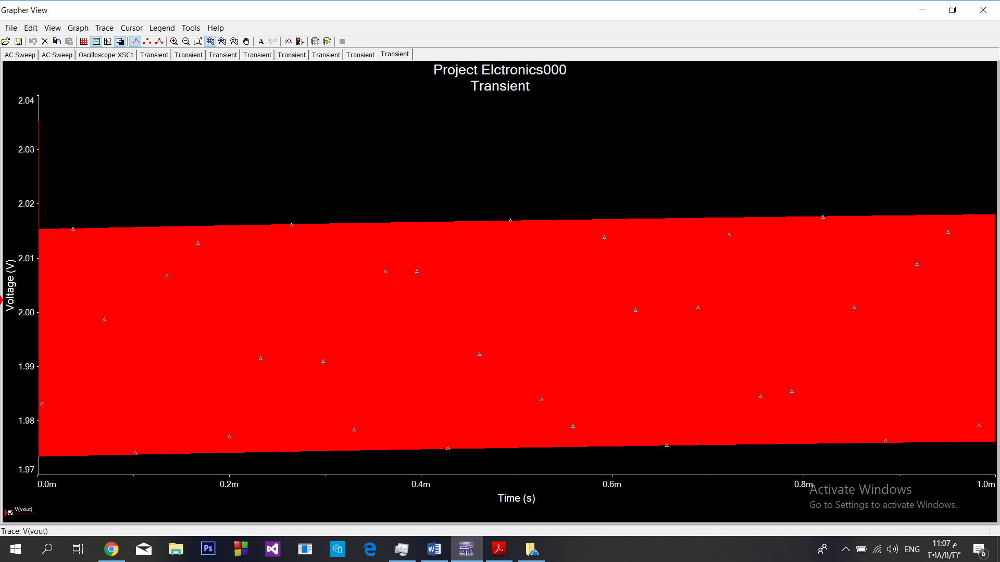 Grapher View
File Edit View Graph Trace Cursor Legend Tools Help
A
AC Sweep AC Sweep Oscilloscope-XSC1 Transient Transient Transient Transient Transient Transient Transient Transient
Project Elctronics000
Transient
2.04
2.03
2.02
2.01
2.00
1.99
1.98
1.97
Voltage (V)
0.0m 0.2m 0.4m 0.6m 0.8m 1.0m
Time (s)
Activate Windows
Go to Settings to activate Windows.
V(vout)
Trace: V(vout)
Ps
ENG
11:07 م
٢٠١٨/١١/٢٣
٥